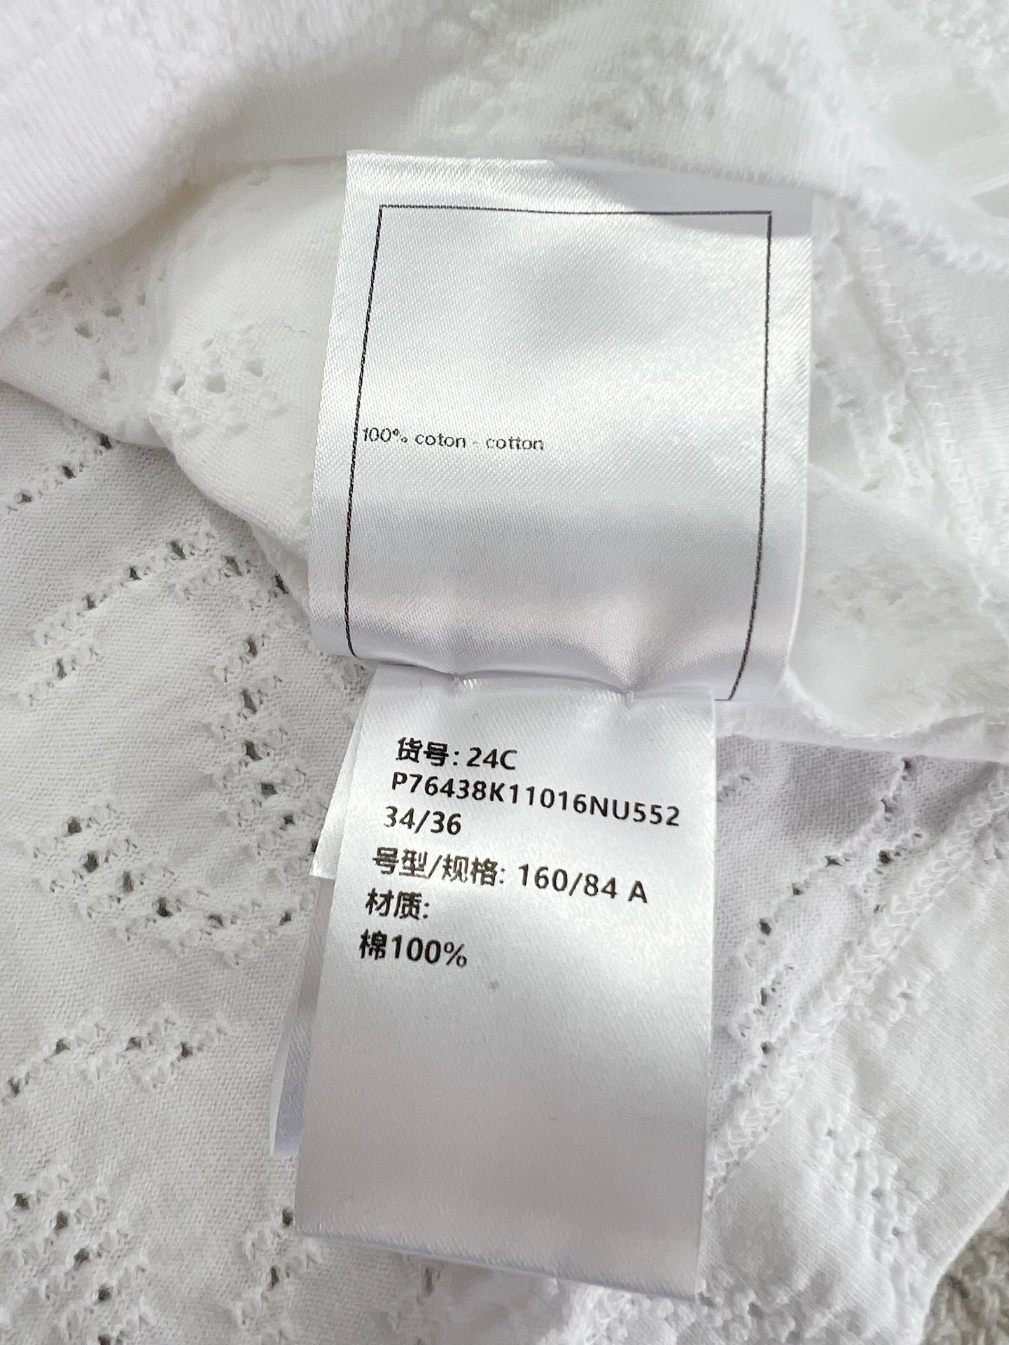 100% coton - cotton
货号: 24C
P76438K11016NU552
34/36
号型/规格: 160/84 A
材质:
棉100%